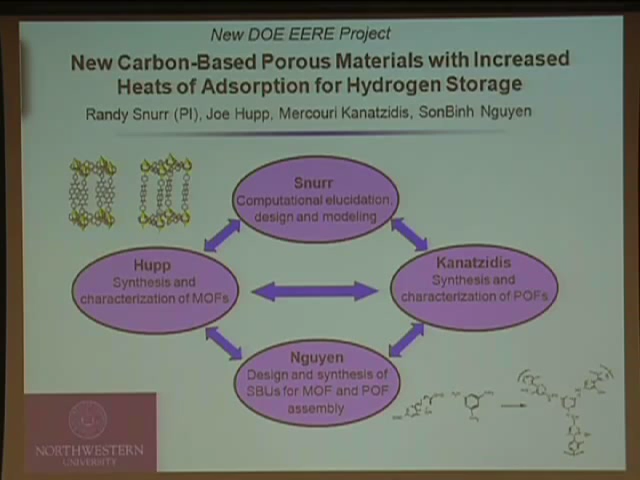 New DOE EERE Project
New Carbon-Based Porous Materials with Increased
Heats of Adsorption for Hydrogen Storage
Randy Snurr (PI), Joe Hupp, Mercouri Kanatzidis, SonBinh Nguyen
Snurr
Computational elucidation,
design and modeling
Hupp
Synthesis and
characterization of MOFs
Kanatzidis
Synthesis and
characterization of POFs
Nguyen
Design and synthesis of
SBUs for MOF and POF
assembly
NORTHWESTERN
UNIVERSITY